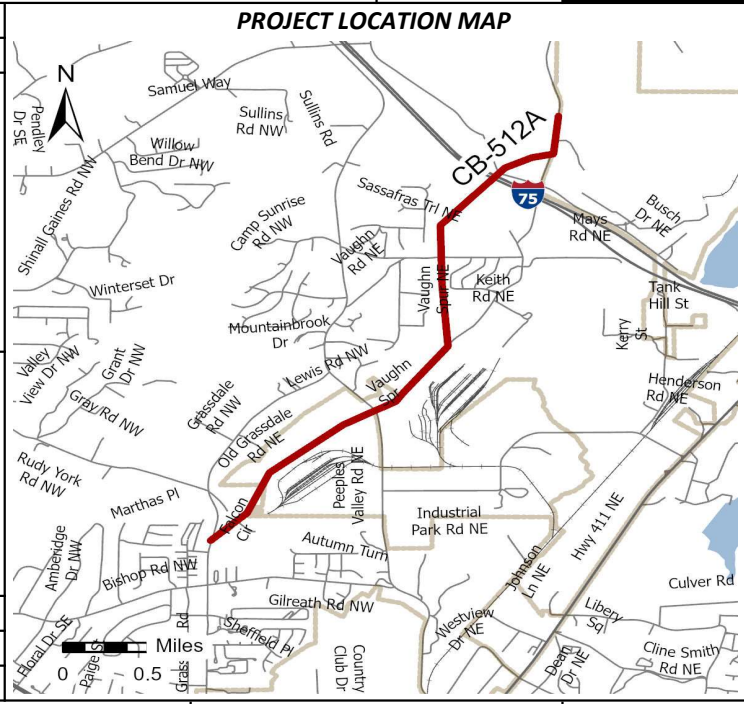 PROJECT LOCATION MAP
N
Samuel Way
Pendley
Dr SE
Sullins
Rd NW
Sullins Rd
Willow
Bend Dr NW
CB-512A
75
Shinall Gaines Rd NW
Sassafras Trl NE
Camp Sunrise
Rd NW
Busch
Dr NE
Mays
Rd NE
Vaughn
Rd NE
Winterset Dr
Vaughn
Spur NE
Keith
Rd NE
Tank
Hill St
Mountainbrook
Dr
Kerry
St
Valley
View Dr NW
Grant
Dr NW
Lewis Rd NW
Vaughn
Spr
Henderson
Rd NE
Gray Rd NW
Grassdale
Rd NW
Old Grassdale
Rd NE
Rudy York
Rd NW
Marthas Pl
Falcon
Cir
Peeples
Valley Rd NE
Industrial
Park Rd NE
Hwy 411 NE
Amberidge
Dr NW
Autumn Turn
Bishop Rd NW
Johnson
Ln NE
Culver Rd
Gilreath Rd NW
Libery
Sq
Floral Dr SE
Paige St
Grass
Rd
Sheffield Pl
Westview
Dr NE
Country
Club Dr
Dean
Dr NE
Cline Smith
Rd NE
Miles
0 0.5